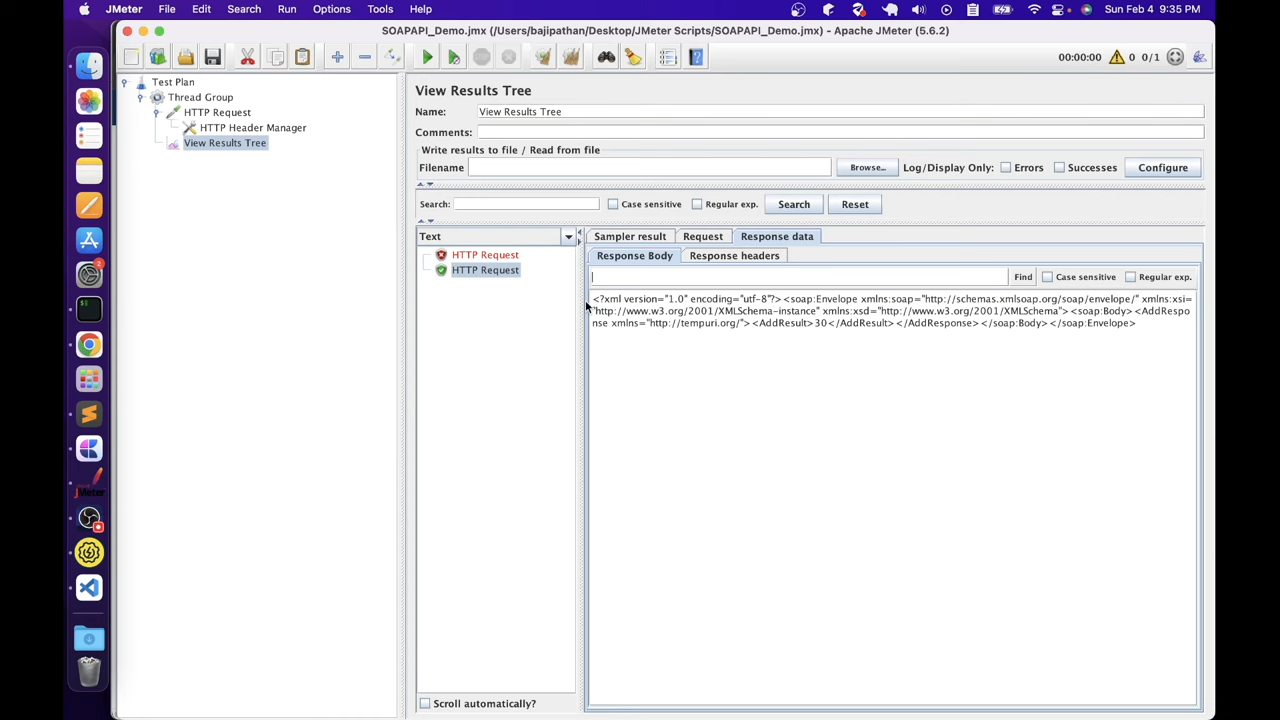 JMeter File Edit Search Run Options Tools Help Sun Feb 4 9:35 PM
SOAPAPI_Demo.jmx (/Users/bajipathan/Desktop/JMeter Scripts/SOAPAPI_Demo.jmx) - Apache JMeter (5.6.2)
00:00:00 0 0/1
Test Plan
Thread Group
HTTP Request
HTTP Header Manager
View Results Tree
View Results Tree
Name: View Results Tree
Comments:
Write results to file / Read from file
Filename Browse... Log/Display Only: Errors Successes Configure
Search: Case sensitive Regular exp. Search Reset
Text
HTTP Request
HTTP Request
Sampler result Request Response data
Response Body Response headers
Find Case sensitive Regular exp.
<?xml version="1.0" encoding="utf-8"?><soap:Envelope xmlns:soap="http://schemas.xmlsoap.org/soap/envelope/" xmlns:xsi=
"http://www.w3.org/2001/XMLSchema-instance" xmlns:xsd="http://www.w3.org/2001/XMLSchema"><soap:Body><AddRespo
nse xmlns="http://tempuri.org/"><AddResult>30</AddResult></AddResponse></soap:Body></soap:Envelope>
Scroll automatically?
JMeter